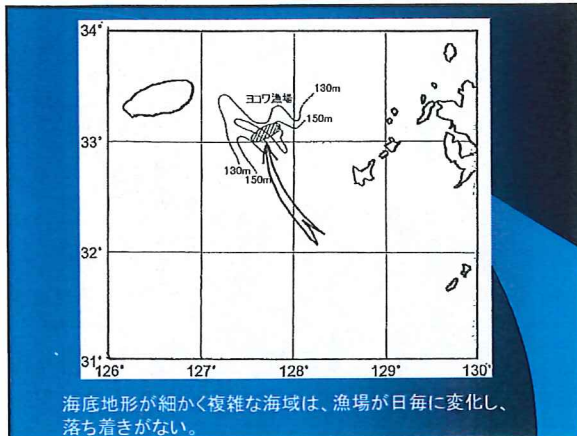 34°
ヨコワ漁場
130m
150m
33°
130m
150m
32°
31°
126° 127° 128° 129° 130°
海底地形が細かく複雑な海域は、漁場が日毎に変化し、
落ち着きがない。